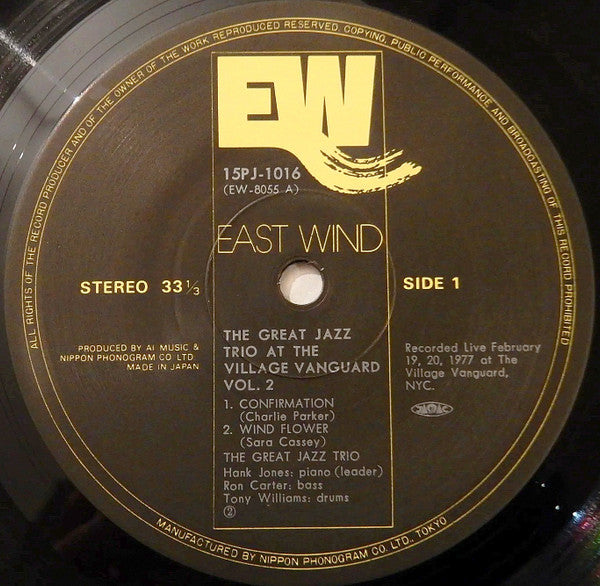 ALL RIGHTS OF THE RECORD PRODUCER AND OF THE OWNER OF THE WORK REPRODUCED RESERVED. COPYING, PUBLIC PERFORMANCE AND BROADCASTING OF THIS RECORD PROHIBITED
EW
15PJ-1016
(EW-8055 A)
EAST WIND
STEREO 33 1/3
SIDE 1
THE GREAT JAZZ
TRIO AT THE
VILLAGE VANGUARD
VOL. 2
PRODUCED BY AI MUSIC &
NIPPON PHONOGRAM CO. LTD.
MADE IN JAPAN
Recorded Live February
19, 20, 1977 at The
Village Vanguard,
NYC.
1. CONFIRMATION
(Charlie Parker)
2. WIND FLOWER
(Sara Cassey)
THE GREAT JAZZ TRIO
Hank Jones: piano (leader)
Ron Carter: bass
Tony Williams: drums
②
MANUFACTURED BY NIPPON PHONOGRAM CO. LTD., TOKYO